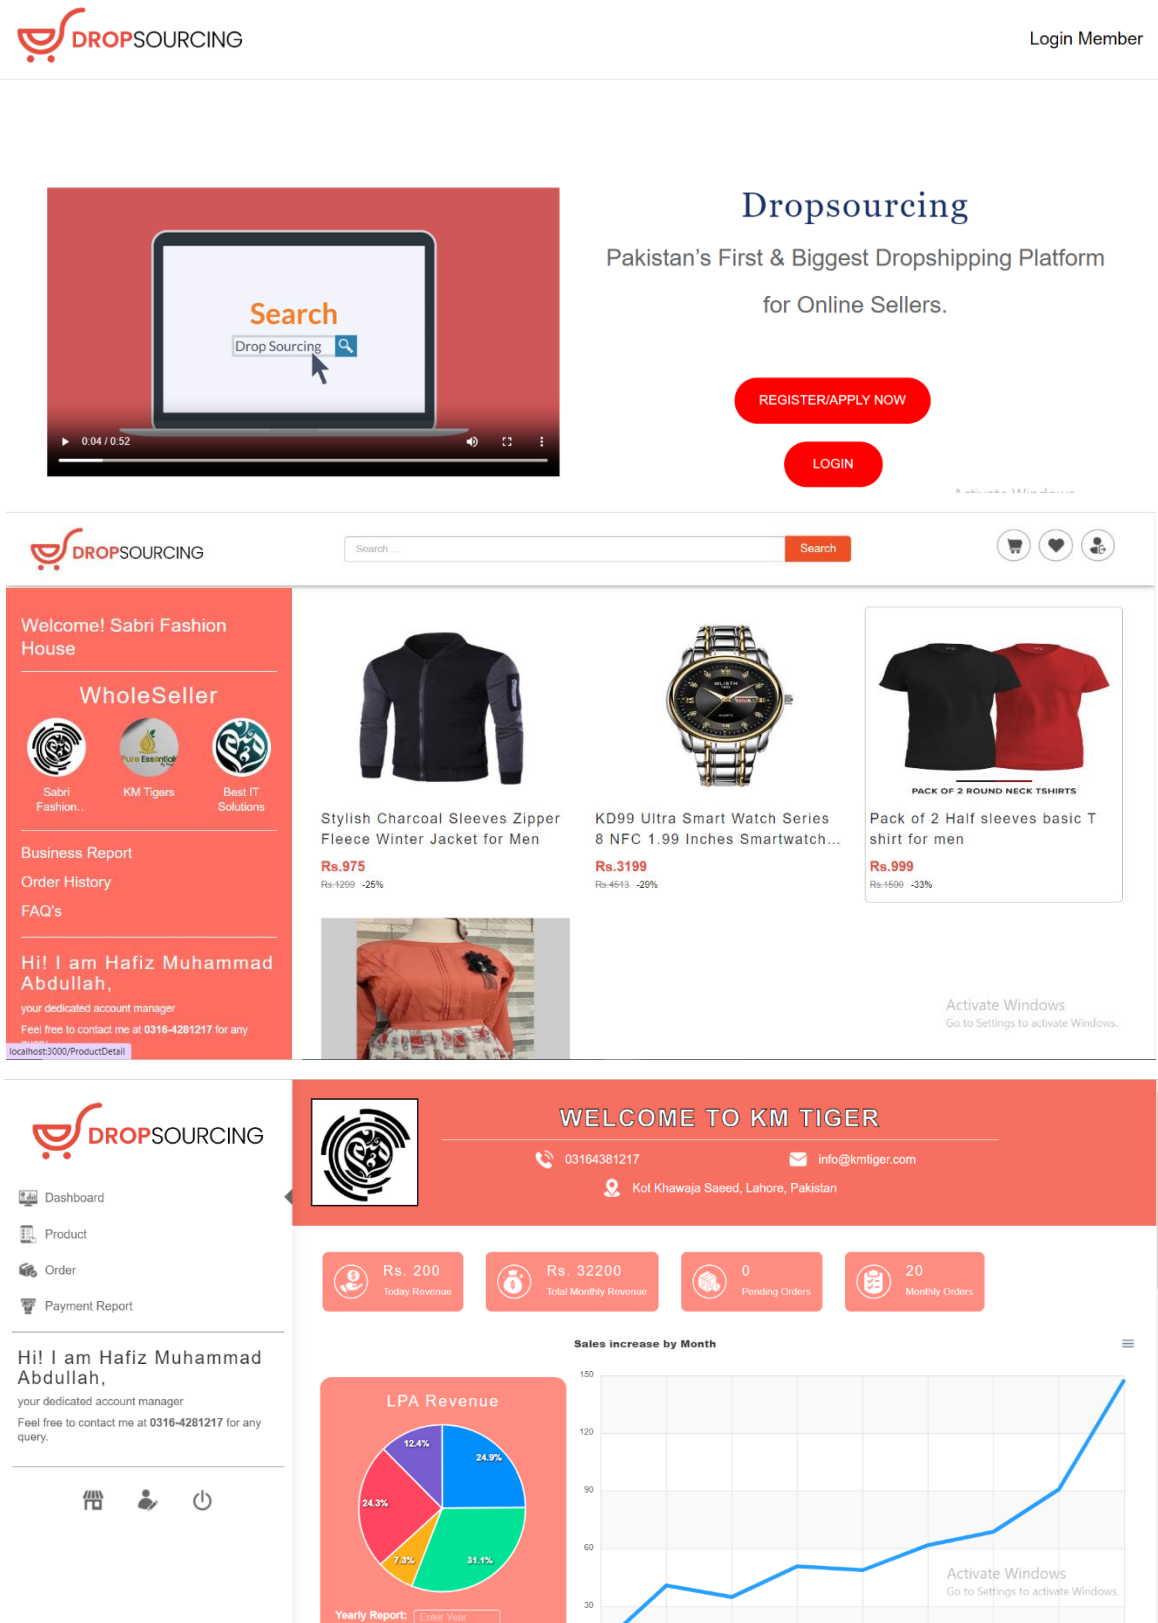 DROPSOURCING
Login Member
Dropsourcing
Pakistan's First & Biggest Dropshipping Platform
for Online Sellers.
Search
Drop Sourcing
0:04 / 0:52
REGISTER/APPLY NOW
LOGIN
DROPSOURCING
Search....
Search
Welcome! Sabri Fashion
House
WholeSeller
Sabri
Fashion...
Pure Essential
KM Tigers
Best IT
Solutions
Business Report
Order History
FAQ's
Hi! I am Hafiz Muhammad
Abdullah,
your dedicated account manager
Feel free to contact me at 0316-4281217 for any
localhost:3000/ProductDetail
WLISTH
Stylish Charcoal Sleeves Zipper
Fleece Winter Jacket for Men
Rs.975
Rs.1299 -25%
KD99 Ultra Smart Watch Series
8 NFC 1.99 Inches Smartwatch...
Rs.3199
Rs.4513 -29%
PACK OF 2 ROUND NECK TSHIRTS
Pack of 2 Half sleeves basic T
shirt for men
Rs.999
Rs.1500 -33%
Activate Windows
Go to Settings to activate Windows.
DROPSOURCING
Dashboard
Product
Order
Payment Report
Hi! I am Hafiz Muhammad
Abdullah,
your dedicated account manager
Feel free to contact me at 0316-4281217 for any
query.
WELCOME TO KM TIGER
03164381217
info@kmtiger.com
Kot Khawaja Saeed, Lahore, Pakistan
Rs. 200
Today Revenue
Rs. 32200
Total Monthly Revenue
0
Pending Orders
20
Monthly Orders
LPA Revenue
12.4%
24.9%
24.3%
7.3%
31.1%
Yearly Report: Enter Year
Sales increase by Month
150
120
90
60
30
Activate Windows
Go to Settings to activate Windows.